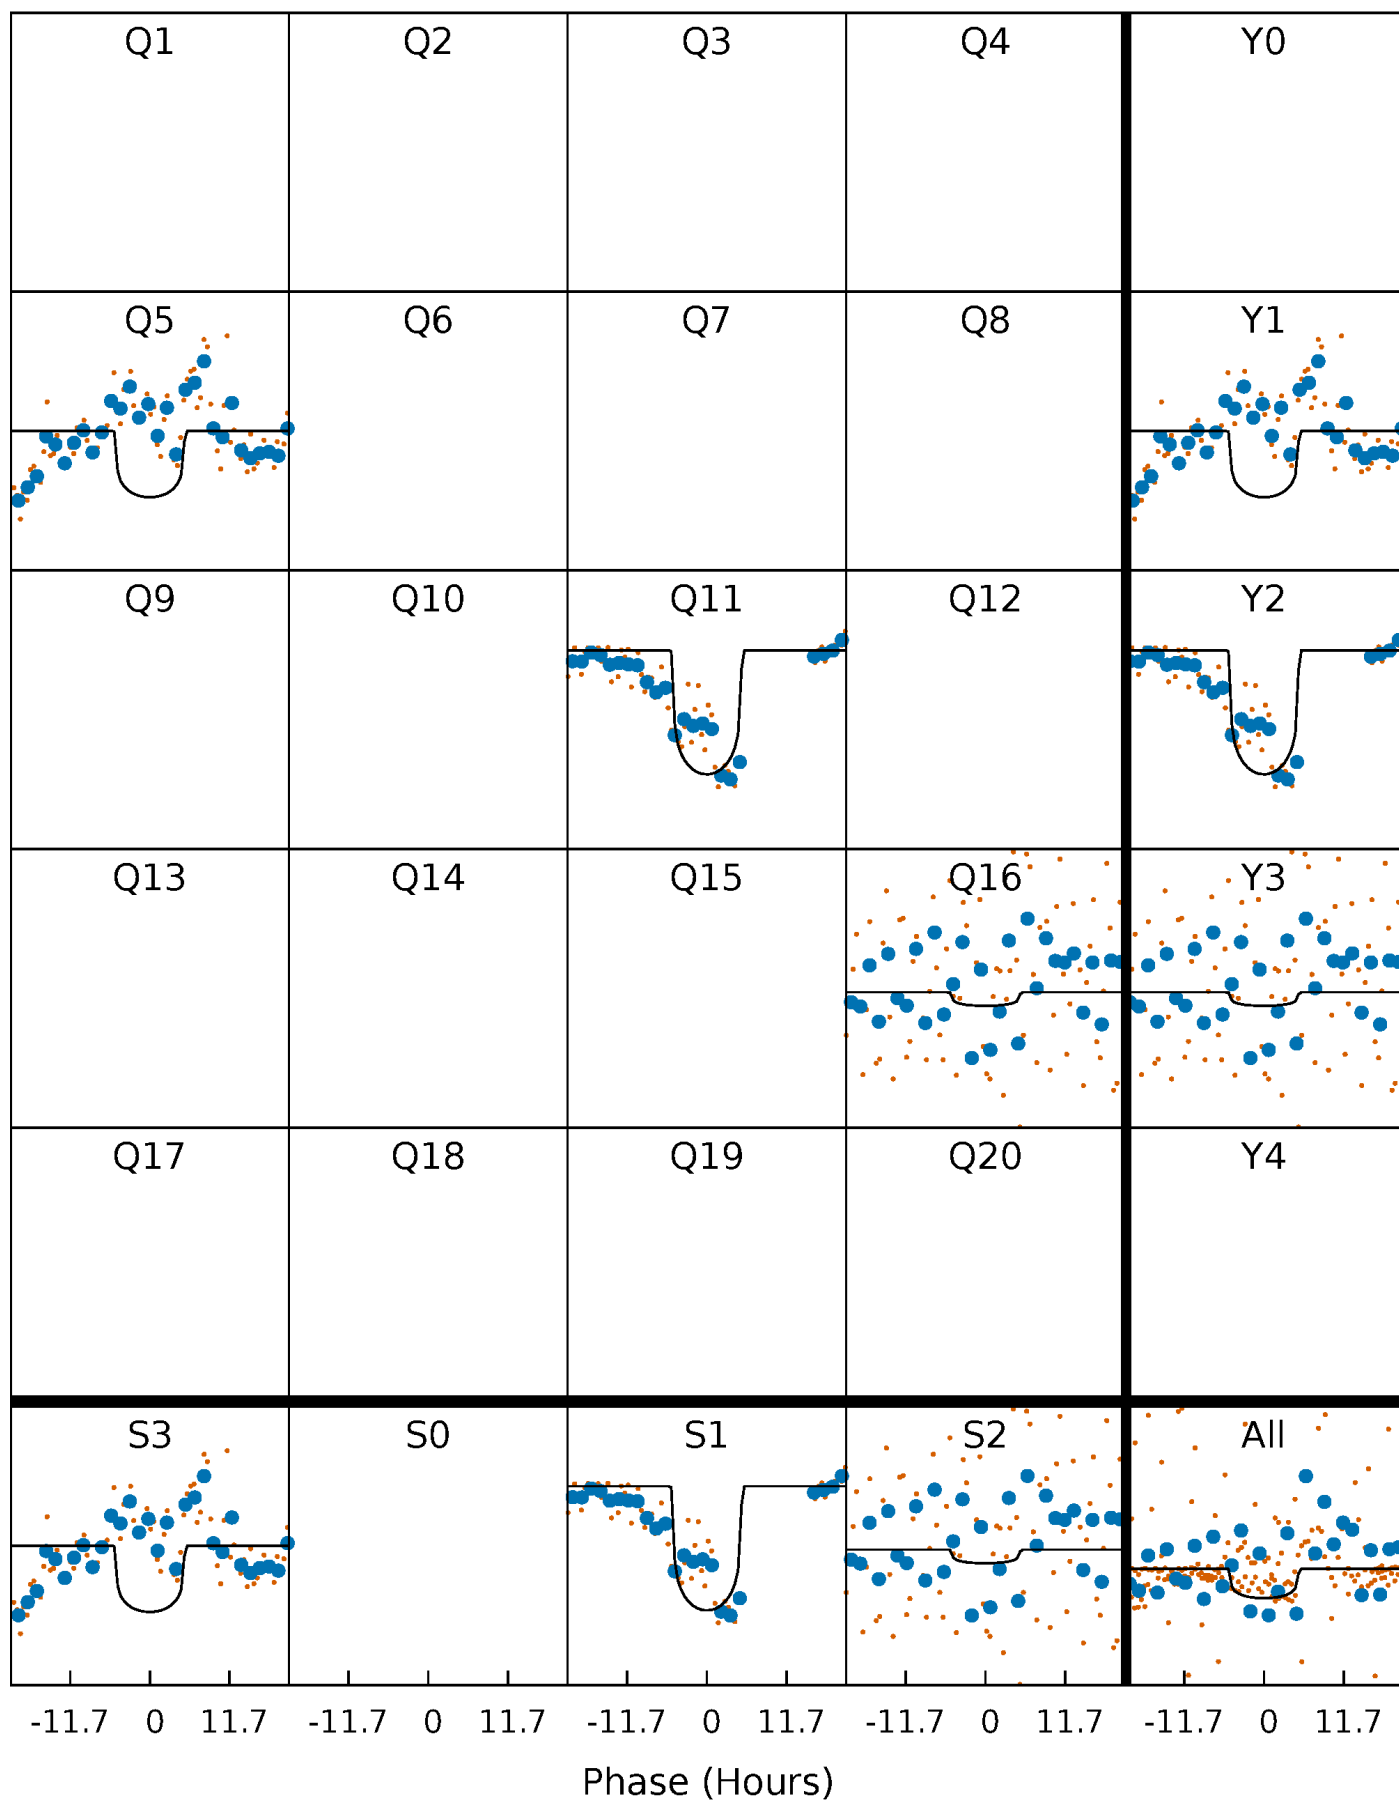 Q1 Q2 Q3 Q4 Y0
Q5 Q6 Q7 Q8 Y1
Q9 Q10 Q11 Q12 Y2
Q13 Q14 Q15 Q16 Y3
Q17 Q18 Q19 Q20 Y4
S3 S0 S1 S2 All
-11.7 0 11.7 -11.7 0 11.7 -11.7 0 11.7 -11.7 0 11.7 -11.7 0 11.7
Phase (Hours)